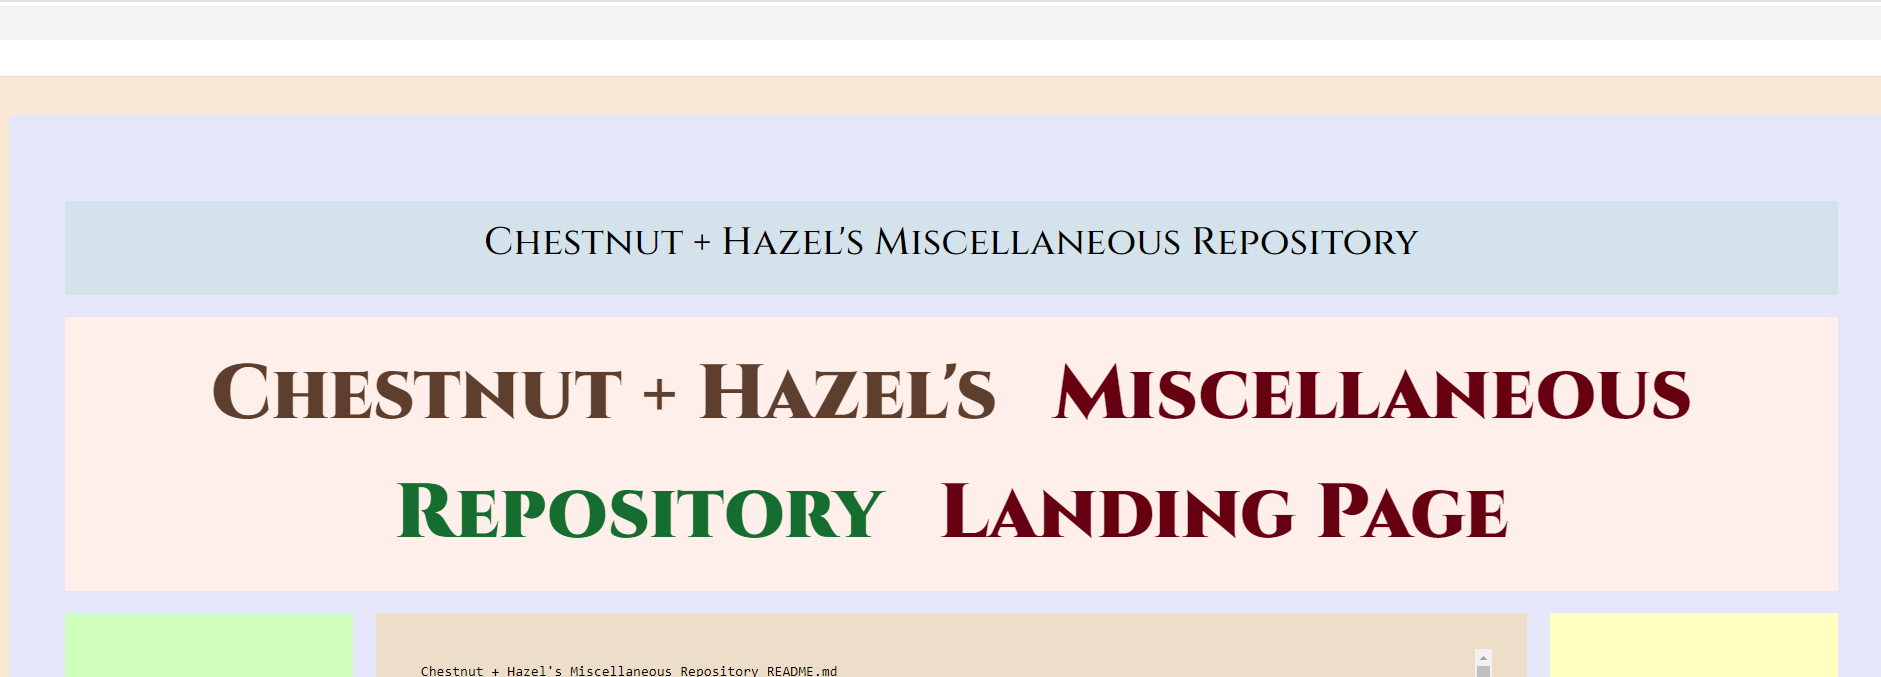 Chestnut + Hazel's Miscellaneous Repository
Chestnut + Hazel's Miscellaneous
Repository Landing Page
Chestnut + Hazel's Miscellaneous Repository README.md